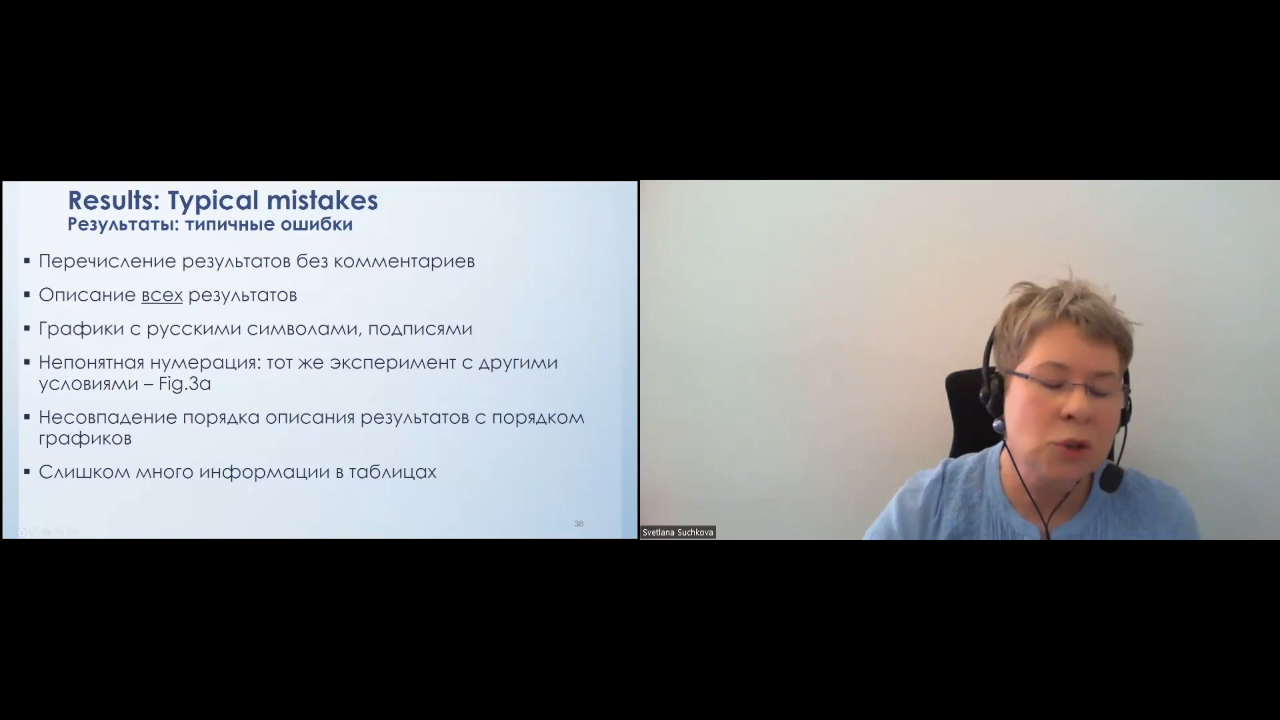 Results: Typical mistakes
Результаты: типичные ошибки
▪ Перечисление результатов без комментариев
▪ Описание всех результатов
▪ Графики с русскими символами, подписями
▪ Непонятная нумерация: тот же эксперимент с другими
условиями – Fig.3a
▪ Несовпадение порядка описания результатов с порядком
графиков
▪ Слишком много информации в таблицах
38
Svetlana Suchkova